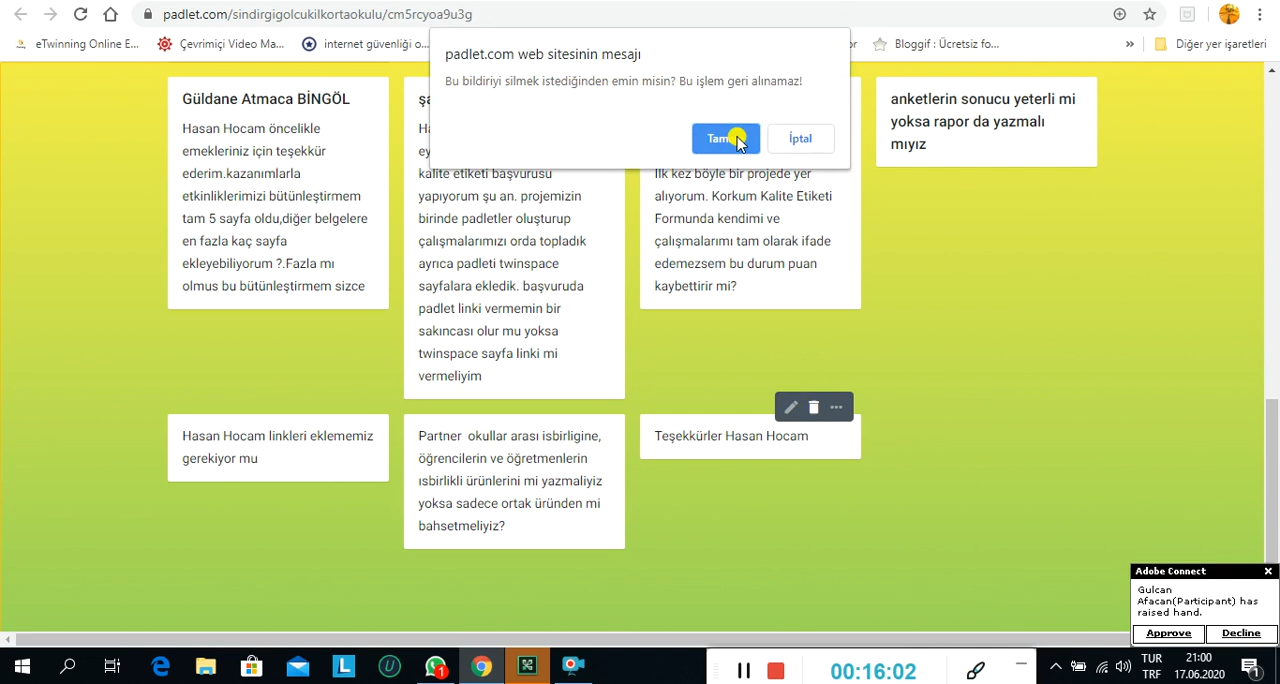 padlet.com/sindirgigolcukilkortaokulu/cm5rcyoa9u3g
eTwinning Online E...
Çevrimiçi Video Ma...
internet güvenliği o...
or
Bloggif : Ücretsiz fo...
»
Diğer yer işaretleri
padlet.com web sitesinin mesajı
Bu bildiriyi silmek istediğinden emin misin? Bu işlem geri alınamaz!
Tam
İptal
Güldane Atmaca BİNGÖL
Hasan Hocam öncelikle
emekleriniz için teşekkür
ederim.kazanımlarla
etkinliklerimizi bütünleştirmem
tam 5 sayfa oldu,diğer belgelere
en fazla kaç sayfa
ekleyebiliyorum ?.Fazla mı
olmus bu bütünleştirmem sizce
kalite etiketi başvurusu
yapıyorum şu an. projemizin
birinde padletler oluşturup
çalışmalarımızı orda topladık
ayrıca padleti twinspace
sayfalara ekledik. başvuruda
padlet linki vermemin bir
sakıncası olur mu yoksa
twinspace sayfa linki mi
vermeliyim
İlk kez böyle bir projede yer
alıyorum. Korkum Kalite Etiketi
Formunda kendimi ve
çalışmalarımı tam olarak ifade
edemezsem bu durum puan
kaybettirir mi?
anketlerin sonucu yeterli mi
yoksa rapor da yazmalı
mıyız
Hasan Hocam linkleri eklememiz
gerekiyor mu
Partner okullar arası isbirligine,
öğrencilerin ve öğretmenlerin
ısbirlikli ürünlerini mi yazmaliyiz
yoksa sadece ortak üründen mi
bahsetmeliyiz?
Teşekkürler Hasan Hocam
Adobe Connect
Gulcan
Afacan(Participant) has
raised hand.
Approve
Decline
00:16:02
TUR
TRF
21:00
17.06.2020